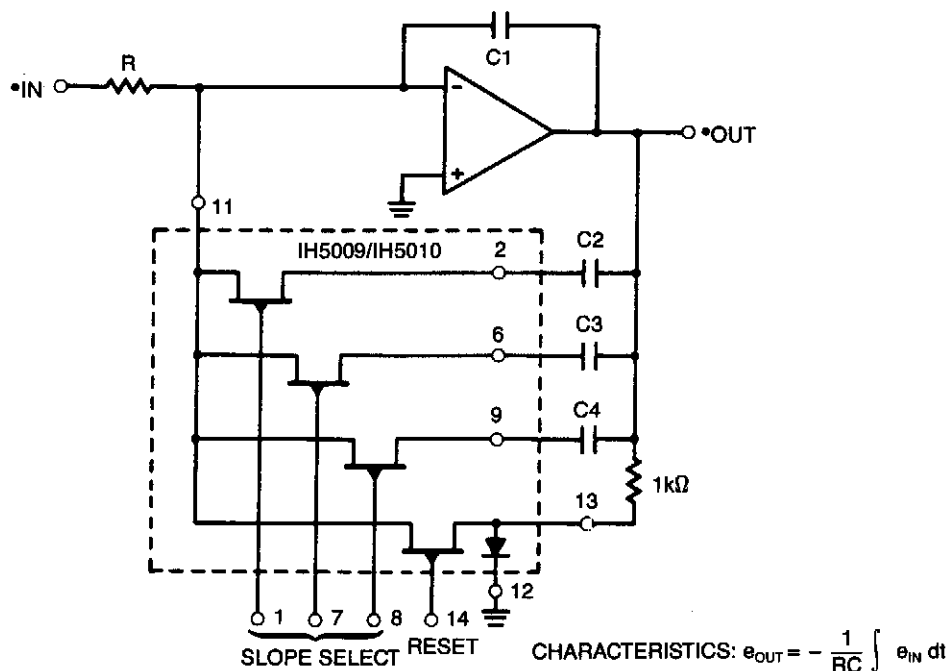 C1
R
•IN
•OUT
-
+
11
IH5009/IH5010
2
C2
6
C3
9
C4
13
1kΩ
12
1
7
8
14
SLOPE SELECT
RESET
CHARACTERISTICS: eOUT = - 1/RC ∫ eIN dt